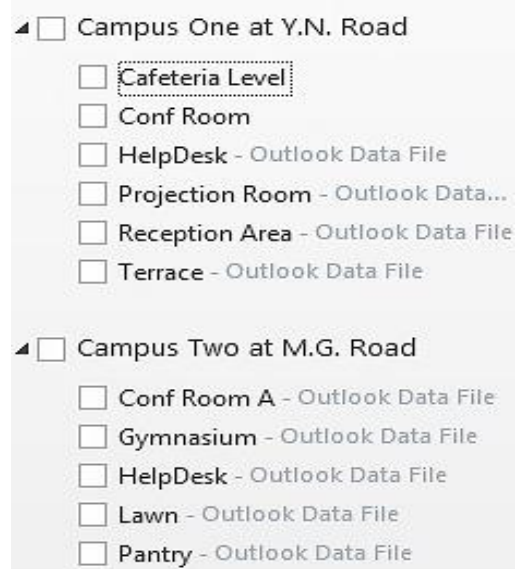 Campus One at Y.N. Road
Cafeteria Level
Conf Room
HelpDesk - Outlook Data File
Projection Room - Outlook Data...
Reception Area - Outlook Data File
Terrace - Outlook Data File
Campus Two at M.G. Road
Conf Room A - Outlook Data File
Gymnasium - Outlook Data File
HelpDesk - Outlook Data File
Lawn - Outlook Data File
Pantry - Outlook Data File